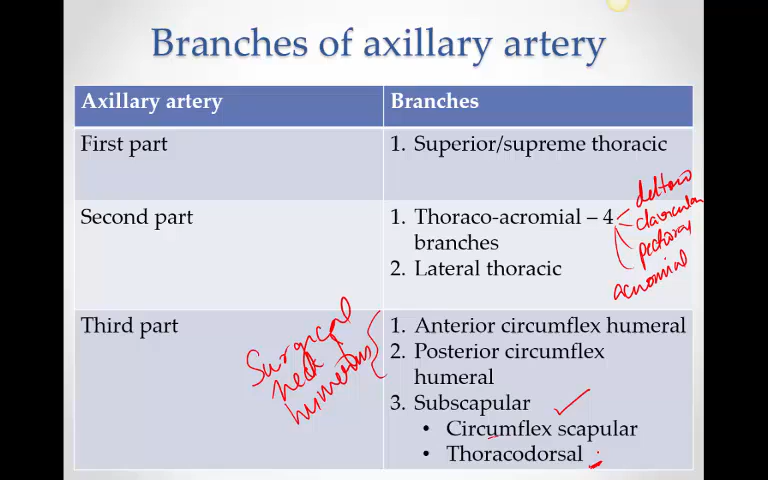 Branches of axillary artery
Axillary artery
Branches
First part
1. Superior/supreme thoracic
Second part
1. Thoraco-acromial – 4
branches
2. Lateral thoracic
deltoid
clavicular
pectoral
acromial
Third part
1. Anterior circumflex humeral
2. Posterior circumflex
humeral
3. Subscapular
• Circumflex scapular
• Thoracodorsal
Surgical
neck
humerus